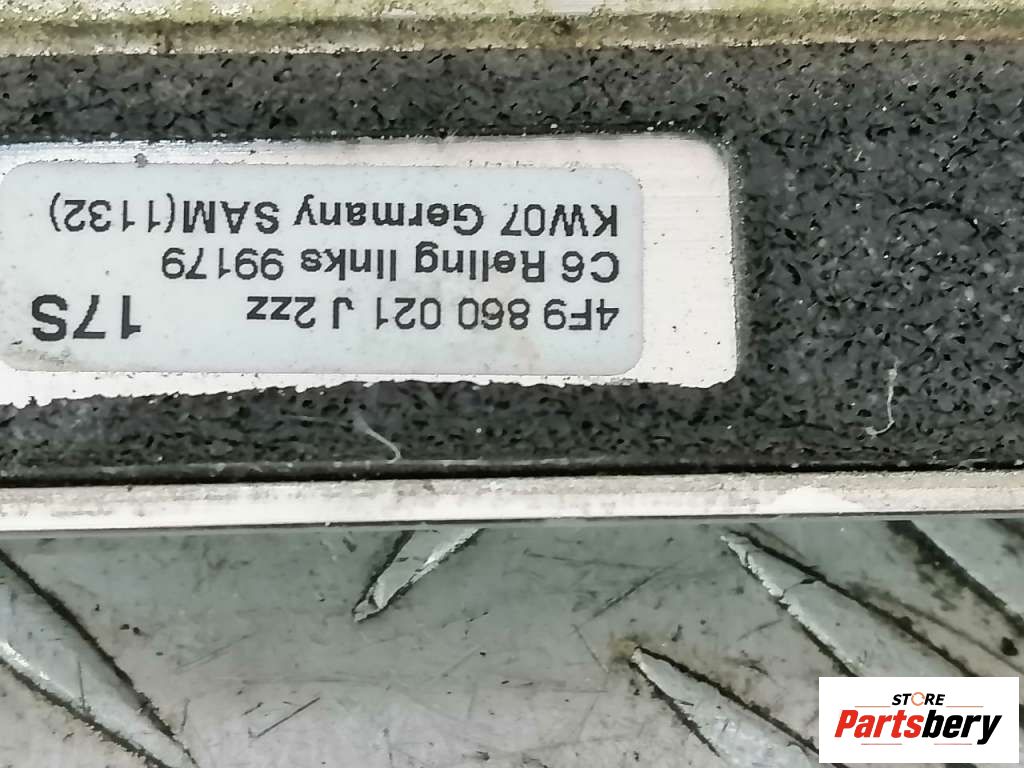 4F9 860 021 J 2zz
17S
C6 Reling links 99179
KW07 Germany SAM(1132)
STORE
Partsbery